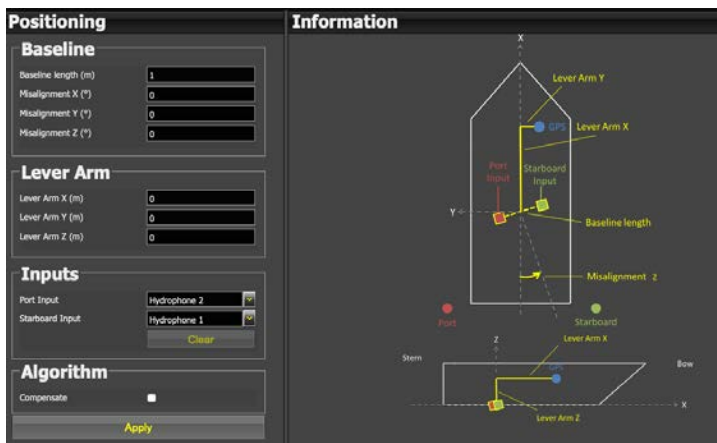 Positioning
Baseline
Baseline length (m) 1
Misalignment X (°) 0
Misalignment Y (°) 0
Misalignment Z (°) 0
Lever Arm
Lever Arm X (m) 0
Lever Arm Y (m) 0
Lever Arm Z (m) 0
Inputs
Port Input Hydrophone 2
Starboard Input Hydrophone 1
Clear
Algorithm
Compensate
Apply
Information
X
Lever Arm Y
GPS Lever Arm X
Port Input
Starboard Input
Y
Baseline length
Misalignment z
Port
Starboard
Z
Lever Arm X
Stern
GPS
Bow
X
Lever Arm Z